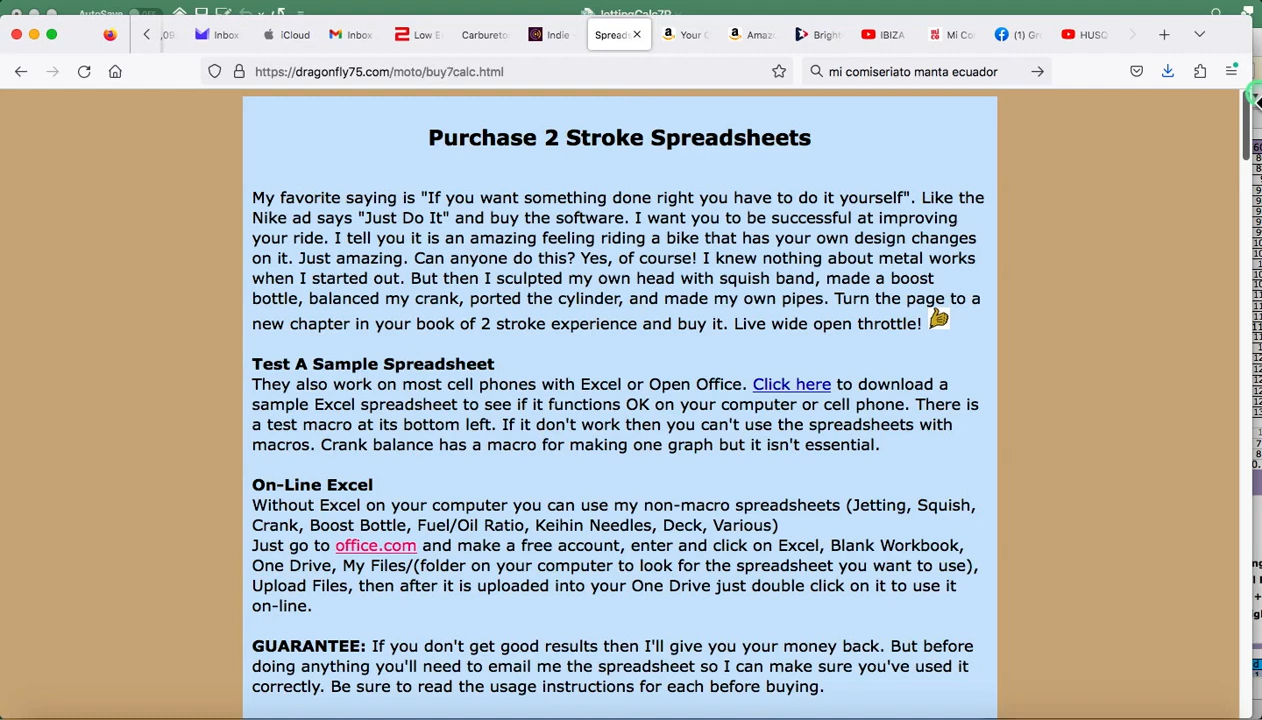 AutoSave
JettingCalc7B
,09
Inbox
iCloud
Inbox
Low E
Carbureto
Indie
Spreads
Your O
Amaz
Bright
IBIZA
Mi Co
(1) Gr
HUSQ
https://dragonfly75.com/moto/buy7calc.html
mi comiseriato manta ecuador
Purchase 2 Stroke Spreadsheets
My favorite saying is "If you want something done right you have to do it yourself". Like the
Nike ad says "Just Do It" and buy the software. I want you to be successful at improving
your ride. I tell you it is an amazing feeling riding a bike that has your own design changes
on it. Just amazing. Can anyone do this? Yes, of course! I knew nothing about metal works
when I started out. But then I sculpted my own head with squish band, made a boost
bottle, balanced my crank, ported the cylinder, and made my own pipes. Turn the page to a
new chapter in your book of 2 stroke experience and buy it. Live wide open throttle!
Test A Sample Spreadsheet
They also work on most cell phones with Excel or Open Office. Click here to download a
sample Excel spreadsheet to see if it functions OK on your computer or cell phone. There is
a test macro at its bottom left. If it don't work then you can't use the spreadsheets with
macros. Crank balance has a macro for making one graph but it isn't essential.
On-Line Excel
Without Excel on your computer you can use my non-macro spreadsheets (Jetting, Squish,
Crank, Boost Bottle, Fuel/Oil Ratio, Keihin Needles, Deck, Various)
Just go to office.com and make a free account, enter and click on Excel, Blank Workbook,
One Drive, My Files/(folder on your computer to look for the spreadsheet you want to use),
Upload Files, then after it is uploaded into your One Drive just double click on it to use it
on-line.
GUARANTEE: If you don't get good results then I'll give you your money back. But before
doing anything you'll need to email me the spreadsheet so I can make sure you've used it
correctly. Be sure to read the usage instructions for each before buying.